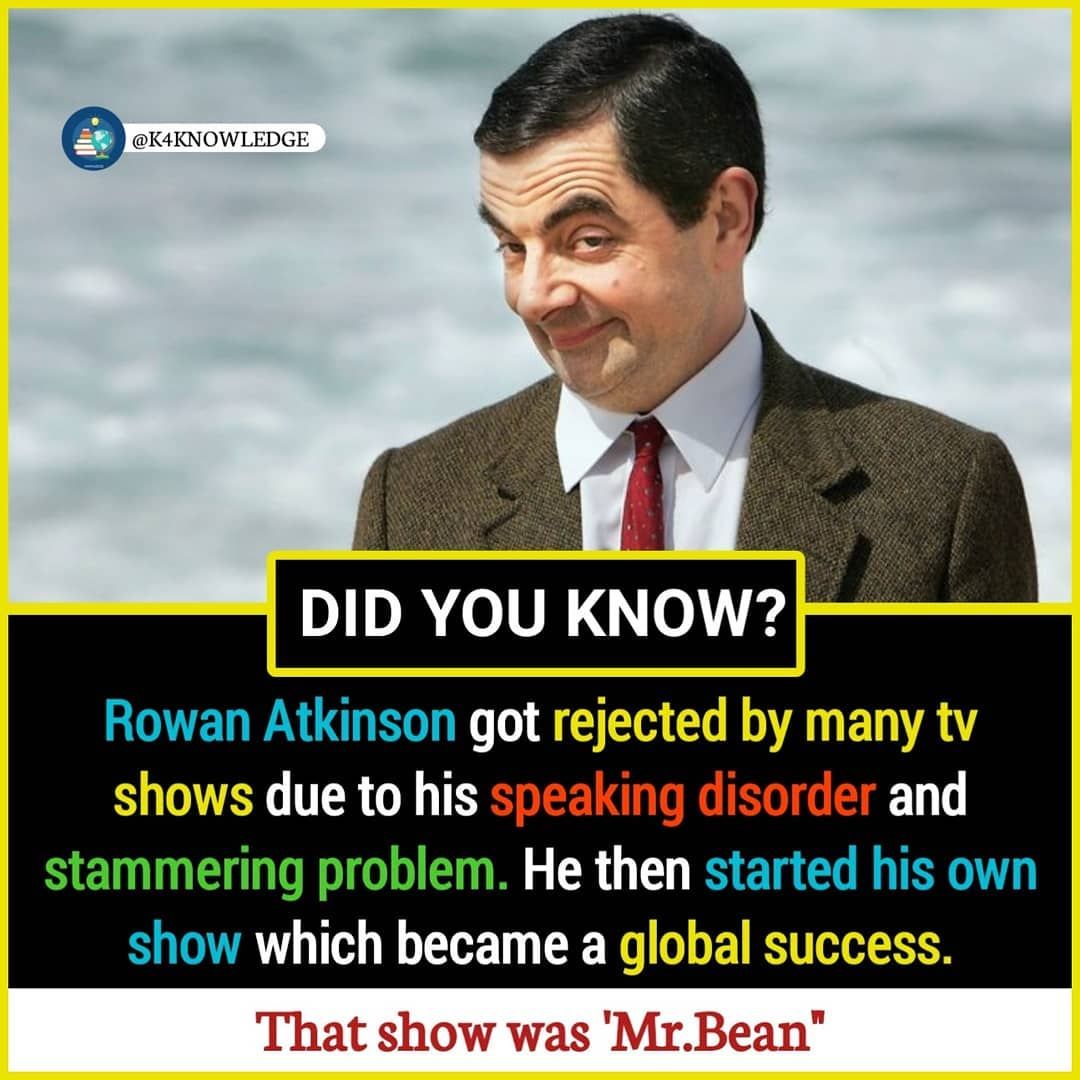 @K4KNOWLEDGE
DID YOU KNOW?
Rowan Atkinson got rejected by many tv
shows due to his speaking disorder and
stammering problem. He then started his own
show which became a global success.
That show was 'Mr.Bean"